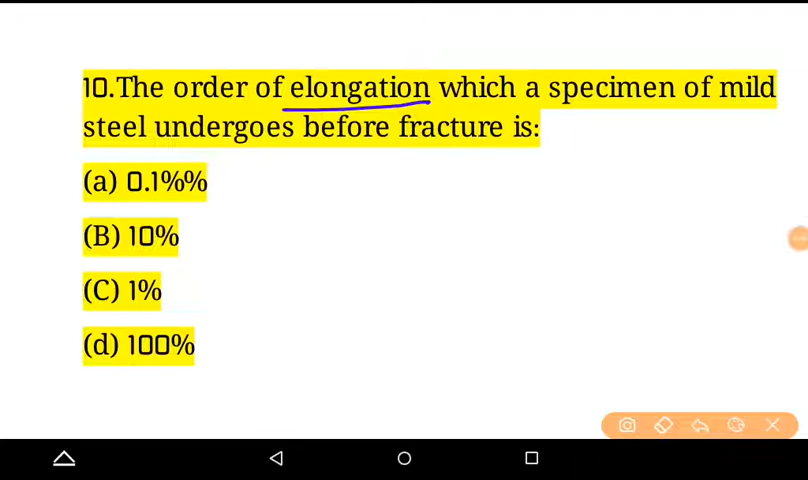 10.The order of elongation which a specimen of mild
steel undergoes before fracture is:
(a) 0.1%%
(B) 10%
(C) 1%
(d) 100%